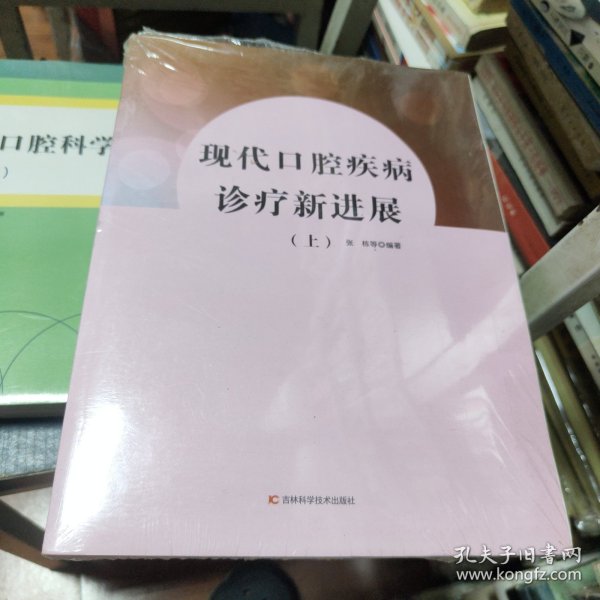 现代口腔疾病
诊疗新进展
（上）
张 栋等◎编著
吉林科学技术出版社
口腔科学
）
孔夫子旧书网
www.kongfz.com